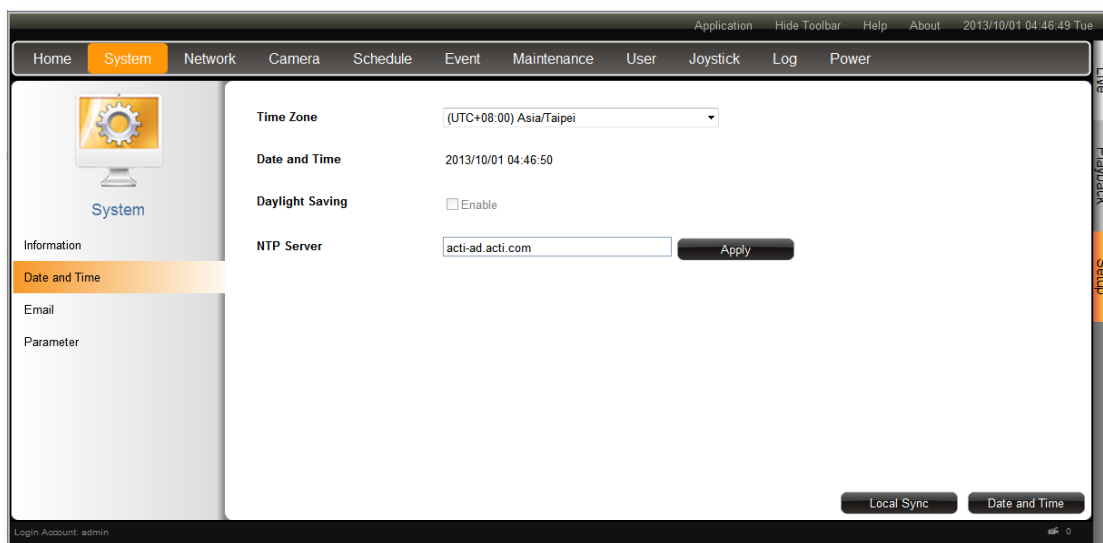 Application Hide Toolbar Help About 2013/10/01 04:46:49 Tue
Home System Network Camera Schedule Event Maintenance User Joystick Log Power
Live
Playback
Setup
System
Information
Date and Time
Email
Parameter
Time Zone (UTC+08:00) Asia/Taipei
Date and Time 2013/10/01 04:46:50
Daylight Saving Enable
NTP Server acti-ad.acti.com Apply
Local Sync Date and Time
Login Account: admin 0